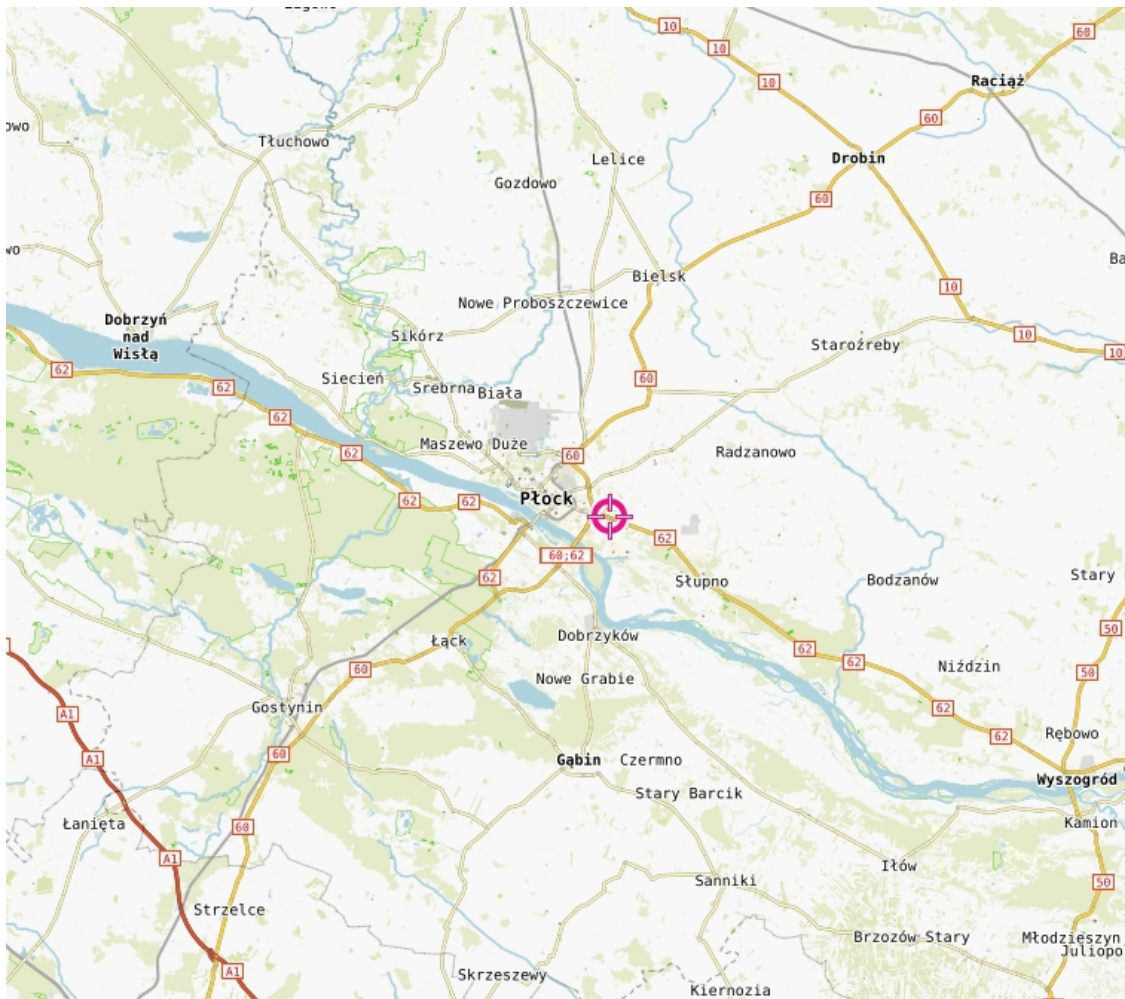 10
60
10
Raciąż
10
60
Tłuchowo
Lelice
Drobin
Gozdowo
60
Bielsk
10
Nowe Proboszczewice
Dobrzyń
nad
Wisłą
Sikórz
10
Staroźreby
10
62
Siecień
60
62
Srebrna
Biała
62
Maszewo Duże
62
60
Radzanowo
Płock
62
62
62
60;62
62
Słupno
Bodzanów
Stary
50
Łąck
Dobrzyków
62
62
60
Niździn
50
Nowe Grabie
Gostynin
A1
62
Rębowo
62
60
A1
Gąbin
Czermno
Wyszogród
Stary Barcik
Łanięta
60
Kamion
A1
Iłów
Sanniki
50
Strzelce
Brzozów Stary
Młodzieszyn
Juliopo
A1
Skrzeszewy
Kiernozia